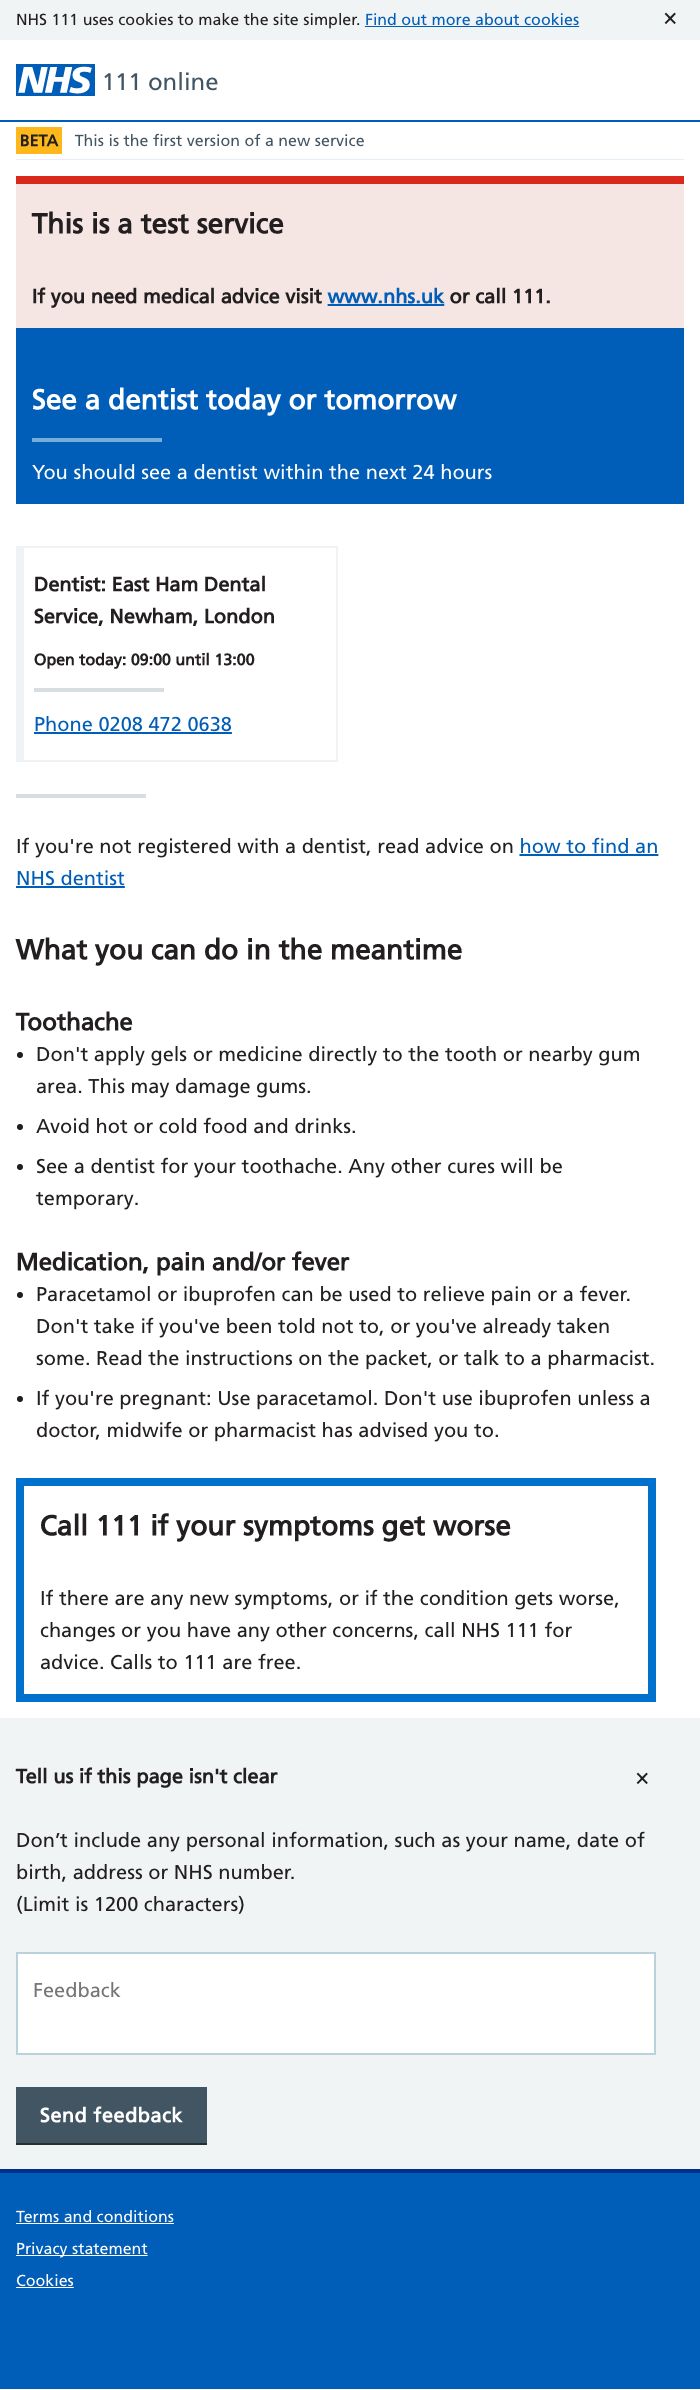 NHS 111 uses cookies to make the site simpler. Find out more about cookies ✕
NHS 111 online
BETA This is the first version of a new service
This is a test service
If you need medical advice visit www.nhs.uk or call 111.
See a dentist today or tomorrow
You should see a dentist within the next 24 hours
Dentist: East Ham Dental
Service, Newham, London
Open today: 09:00 until 13:00
Phone 0208 472 0638
If you're not registered with a dentist, read advice on how to find an
NHS dentist
What you can do in the meantime
Toothache
• Don't apply gels or medicine directly to the tooth or nearby gum
area. This may damage gums.
• Avoid hot or cold food and drinks.
• See a dentist for your toothache. Any other cures will be
temporary.
Medication, pain and/or fever
• Paracetamol or ibuprofen can be used to relieve pain or a fever.
Don't take if you've been told not to, or you've already taken
some. Read the instructions on the packet, or talk to a pharmacist.
• If you're pregnant: Use paracetamol. Don't use ibuprofen unless a
doctor, midwife or pharmacist has advised you to.
Call 111 if your symptoms get worse
If there are any new symptoms, or if the condition gets worse,
changes or you have any other concerns, call NHS 111 for
advice. Calls to 111 are free.
Tell us if this page isn't clear ✕
Don’t include any personal information, such as your name, date of
birth, address or NHS number.
(Limit is 1200 characters)
Feedback
Send feedback
Terms and conditions
Privacy statement
Cookies